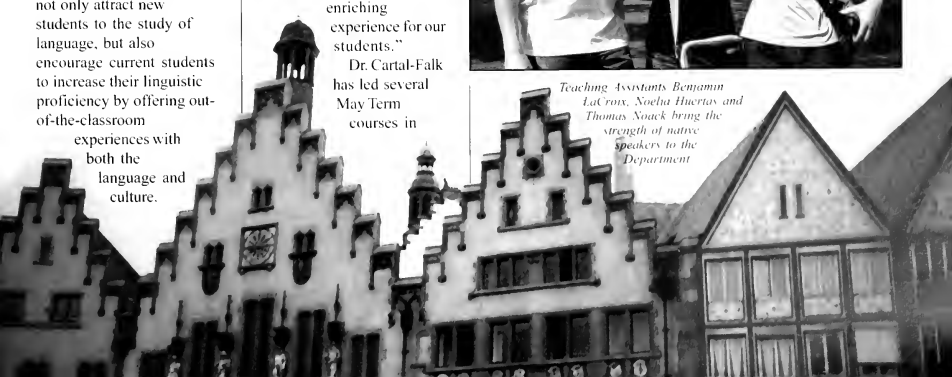 not only attract new
students to the study of
language, but also
encourage current students
to increase their linguistic
proficiency by offering out-
of-the-classroom
experiences with
both the
language and
culture.
enriching
experience for our
students."
Dr. Cartal-Falk
has led several
May Term
courses in
Teaching Assistants Benjamin
LaCroix, Noelia Huertas and
Thomas Noack bring the
strength of native
speakers to the
Department